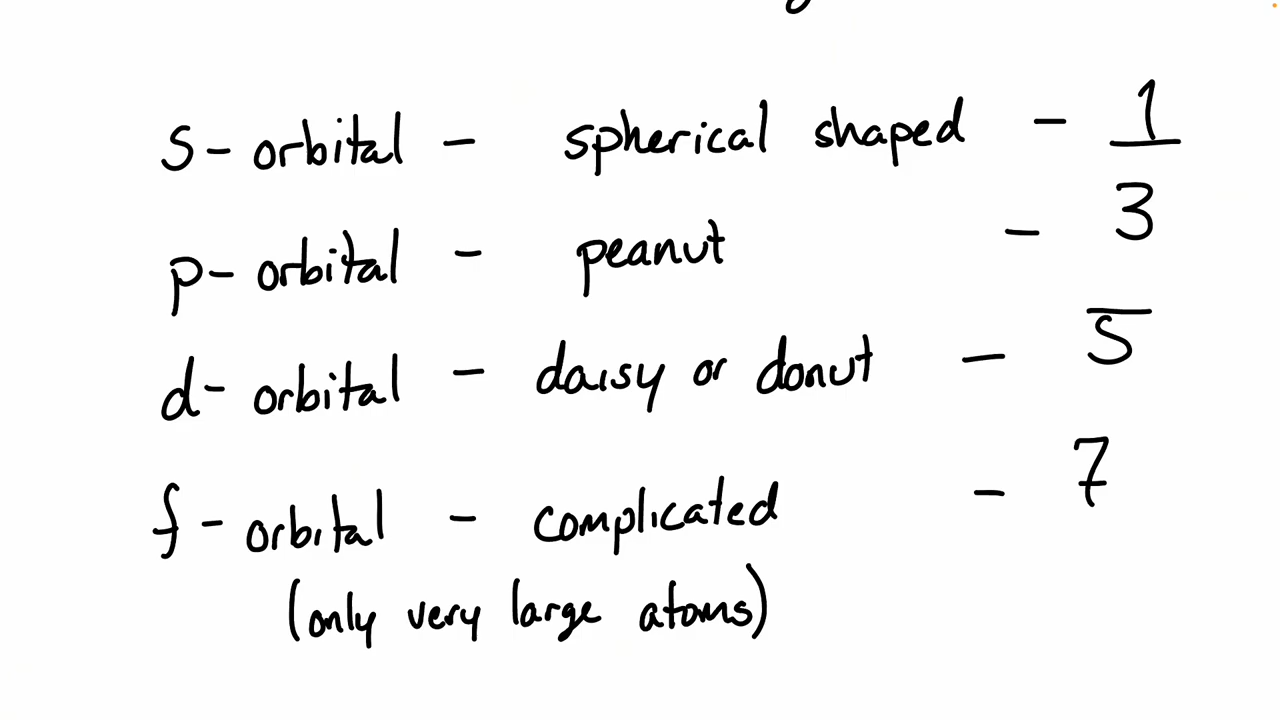 s- orbital - spherical shaped - 1
p- orbital - peanut - 3
d- orbital - daisy or donut - 5
f- orbital - complicated - 7
(only very large atoms)